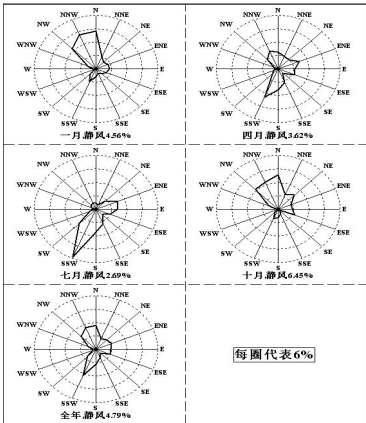 N
NNW NNE
NW NE
WNW ENE
W E
WSW ESE
SW SE
SSW SSE
S
一月,静风4.56%
N
NNW NNE
NW NE
WNW ENE
W E
WSW ESE
SW SE
SSW SSE
S
四月,静风3.62%
N
NNW NNE
NW NE
WNW ENE
W E
WSW ESE
SW SE
SSW SSE
S
七月,静风2.69%
N
NNW NNE
NW NE
WNW ENE
W E
WSW ESE
SW SE
SSW SSE
S
十月,静风6.45%
N
NNW NNE
NW NE
WNW ENE
W E
WSW ESE
SW SE
SSW SSE
S
全年,静风4.79%
每圈代表6%